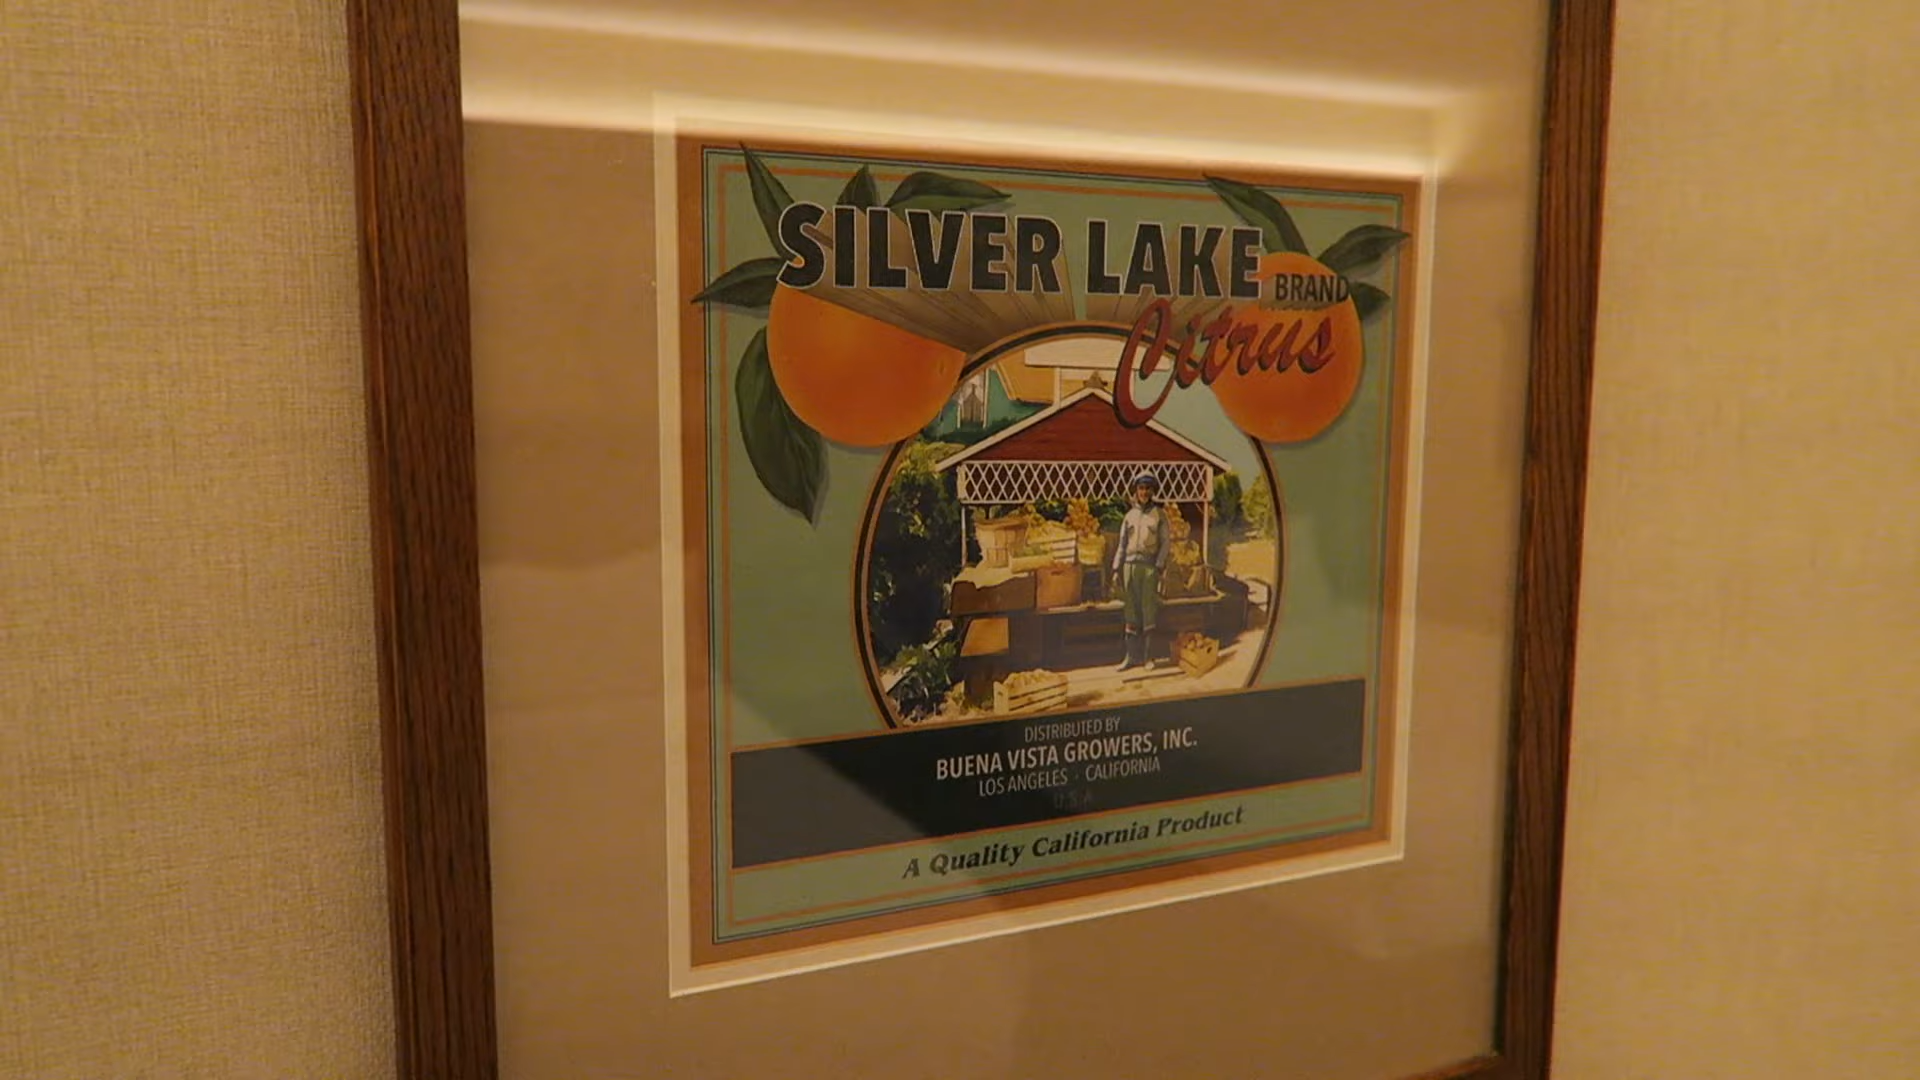 SILVER LAKE BRAND
Citrus
DISTRIBUTED BY
BUENA VISTA GROWERS, INC.
LOS ANGELES · CALIFORNIA
U.S.A.
A Quality California Product